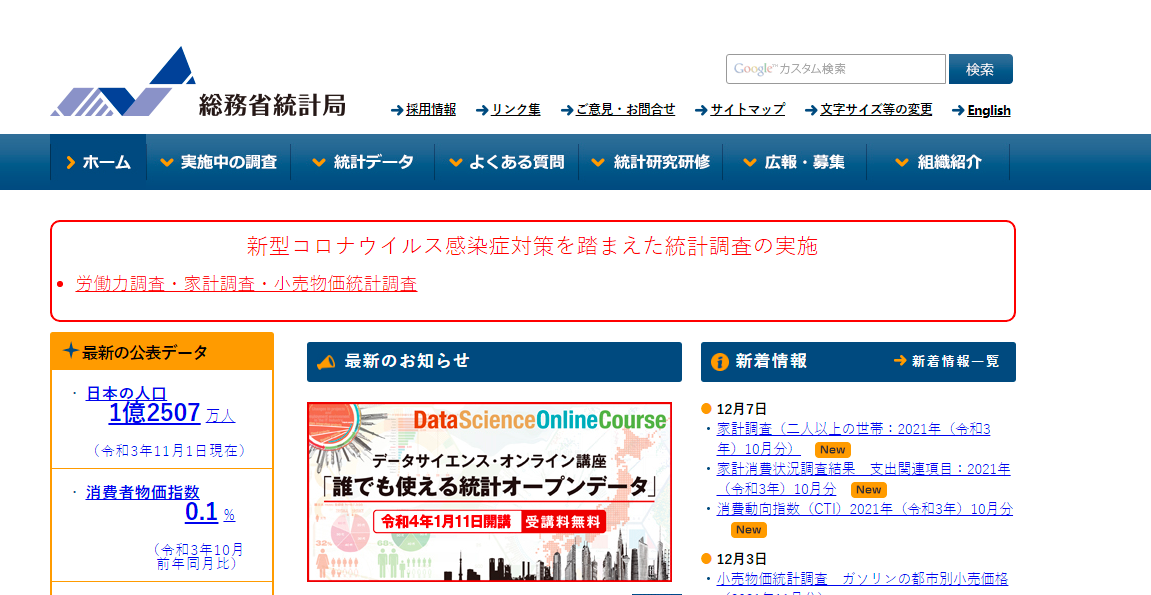 総務省統計局
Google™カスタム検索
検索
採用情報
リンク集
ご意見・お問合せ
サイトマップ
文字サイズ等の変更
English
ホーム
実施中の調査
統計データ
よくある質問
統計研究研修
広報・募集
組織紹介
新型コロナウイルス感染症対策を踏まえた統計調査の実施
労働力調査・家計調査・小売物価統計調査
最新の公表データ
・ 日本の人口
1億2507 万人
（令和3年11月1日現在）
・ 消費者物価指数
0.1 %
（令和3年10月
前年同月比）
最新のお知らせ
DataScienceOnlineCourse
データサイエンス・オンライン講座
「誰でも使える統計オープンデータ」
令和4年1月11日開講 受講料無料
新着情報
新着情報一覧
12月7日
・家計調査（二人以上の世帯：2021年（令和3
年）10月分） New
・家計消費状況調査結果　支出関連項目：2021年
（令和3年）10月分 New
・消費動向指数（CTI）2021年（令和3年）10月分
New
12月3日
・小売物価統計調査　ガソリンの都市別小売価格